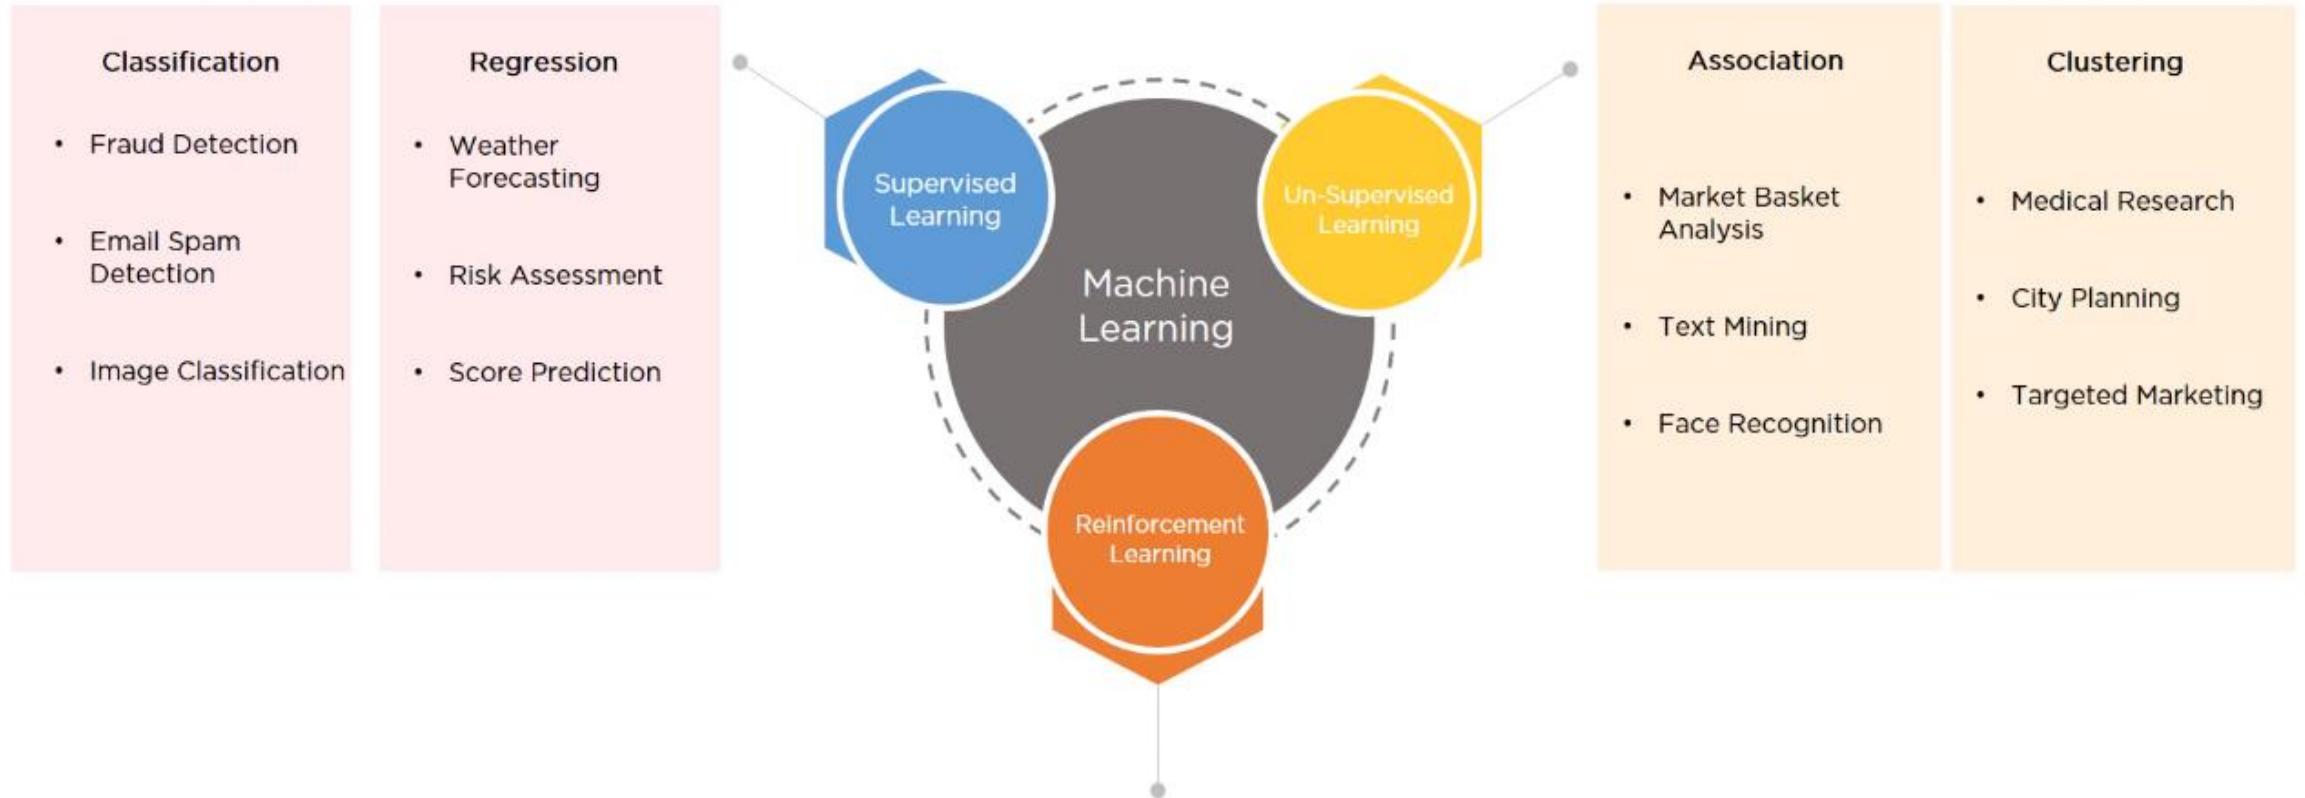 Classification
• Fraud Detection
• Email Spam
Detection
• Image Classification
Regression
• Weather
Forecasting
• Risk Assessment
• Score Prediction
Supervised
Learning
Un-Supervised
Learning
Machine
Learning
Reinforcement
Learning
Association
• Market Basket
Analysis
• Text Mining
• Face Recognition
Clustering
• Medical Research
• City Planning
• Targeted Marketing